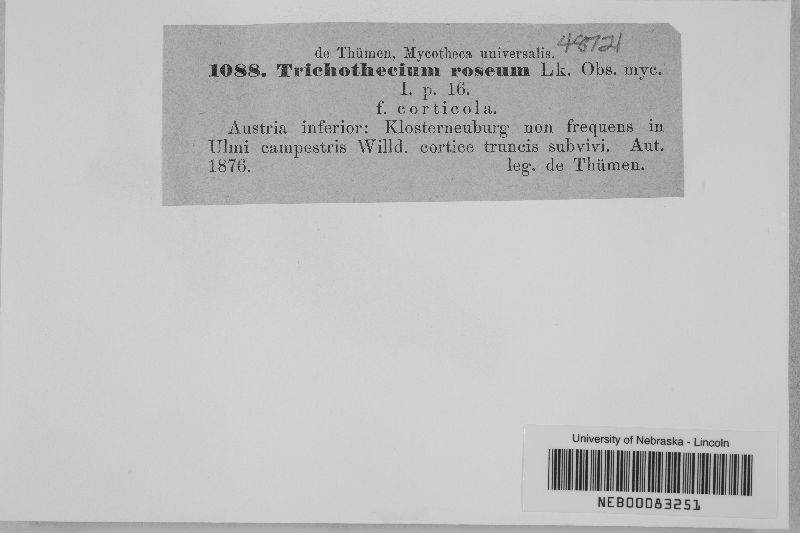 de Thümen, Mycotheca universalis. 48721
1088. Trichothecium roseum Lk. Obs. myc.
I. p. 16.
f. corticola.
Austria inferior: Klosterneuburg non frequens in
Ulmi campestris Willd. cortice truncis subvivi. Aut.
1876. leg. de Thümen.
University of Nebraska - Lincoln
NEB00083251